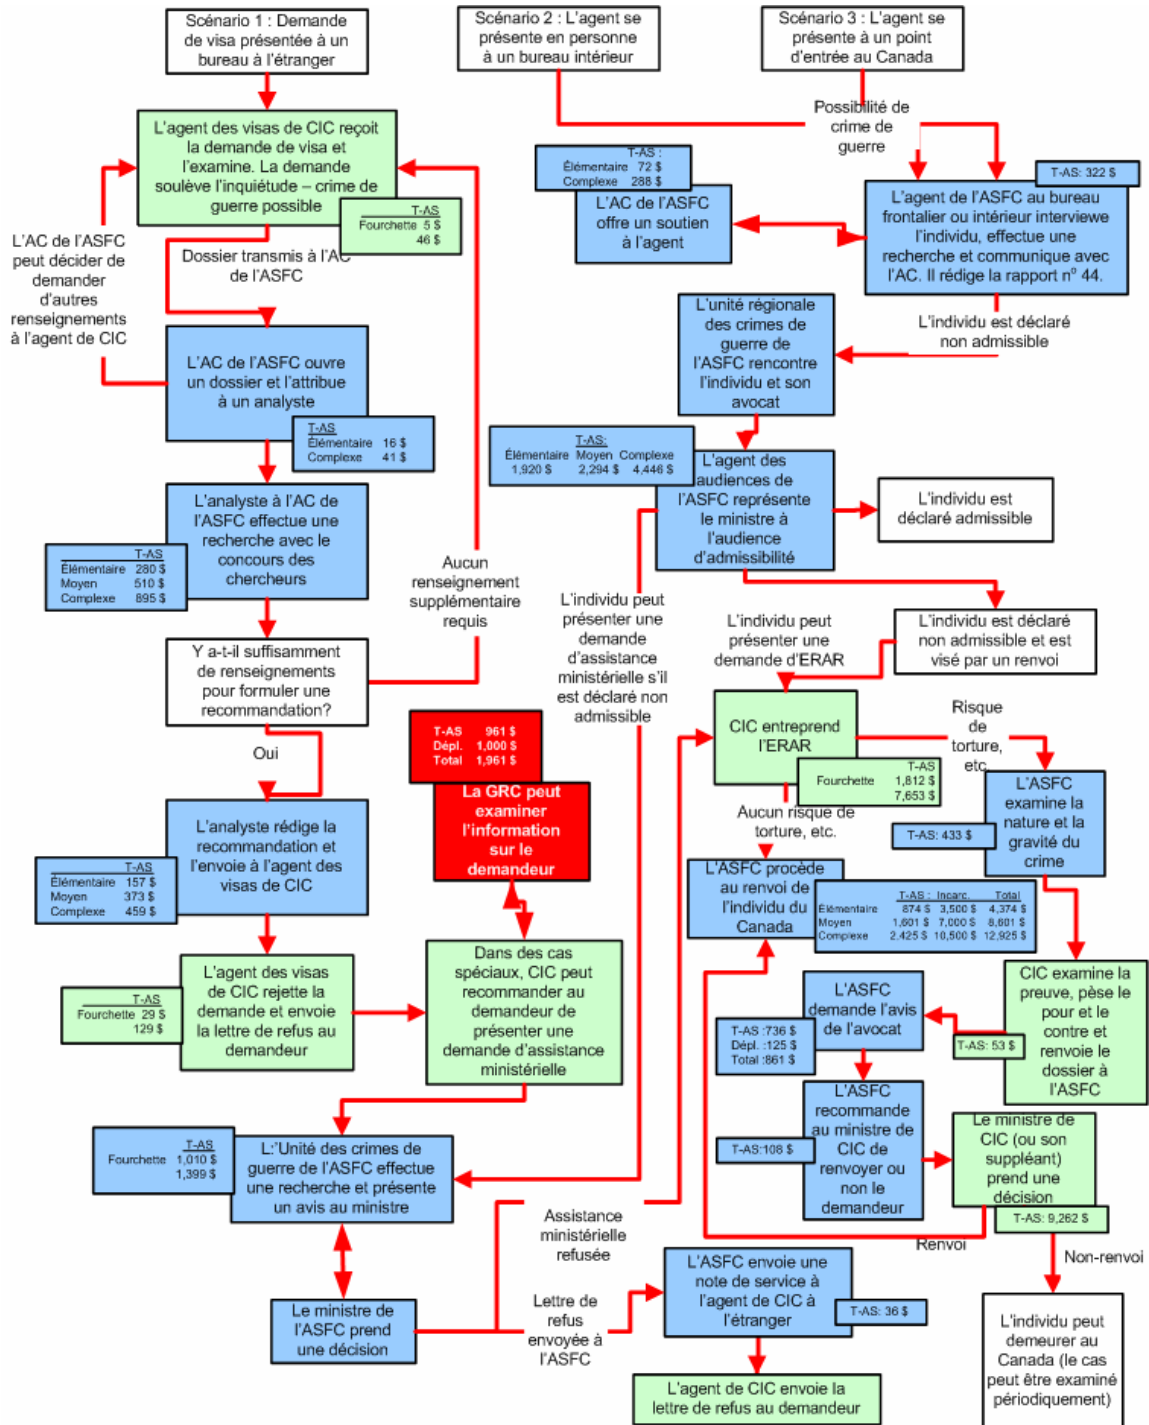 Scénario 1 : Demande
de visa présentée à un
bureau à l'étranger
Scénario 2 : L'agent se
présente en personne
à un bureau intérieur
Scénario 3 : L'agent se
présente à un point
d'entrée au Canada
Possibilité de
crime de
guerre
L'agent des visas de CIC reçoit
la demande de visa et
l'examine. La demande
soulève l'inquiétude – crime de
guerre possible
T-AS
Fourchette 5 $
46 $
T-AS :
Élémentaire 72 $
Complexe 288 $
L'AC de l'ASFC
offre un soutien
à l'agent
T-AS: 322 $
L'agent de l'ASFC au bureau
frontalier ou intérieur interviewe
l'individu, effectue une
recherche et communique avec
l'AC. Il rédige la rapport nº 44.
L'AC de l'ASFC
peut décider de
demander
d'autres
renseignements
à l'agent de CIC
Dossier transmis à l'AC
de l'ASFC
L'unité régionale
des crimes de
guerre de
l'ASFC rencontre
l'individu et son
avocat
L'individu est déclaré
non admissible
L'AC de l'ASFC ouvre
un dossier et l'attribue
à un analyste
T-AS
Élémentaire 16 $
Complexe 41 $
T-AS:
Élémentaire Moyen Complexe
1,920 $ 2,294 $ 4,446 $
L'agent des
audiences de
l'ASFC représente
le ministre à
l'audience
d'admissibilité
L'individu est
déclaré admissible
L'analyste à l'AC de
l'ASFC effectue une
recherche avec le
concours des
chercheurs
T-AS
Élémentaire 280 $
Moyen 510 $
Complexe 895 $
Aucun
renseignement
supplémentaire
requis
L'individu peut
présenter une
demande
d'assistance
ministérielle s'il
est déclaré non
admissible
L'individu peut
présenter une
demande d'ERAR
L'individu est déclaré
non admissible et est
visé par un renvoi
Y a-t-il suffisamment
de renseignements
pour formuler une
recommandation?
Oui
T-AS 961 $
Dépl. 1,000 $
Total 1,961 $
La GRC peut
examiner
l'information
sur le
demandeur
CIC entreprend
l'ERAR
T-AS
Fourchette 1,812 $
7,653 $
Risque
de
torture,
etc.
Aucun risque de
torture, etc.
L'ASFC
examine la
nature et la
gravité du
crime
T-AS: 433 $
L'analyste rédige la
recommandation et
l'envoie à l'agent des
visas de CIC
T-AS
Élémentaire 157 $
Moyen 373 $
Complexe 459 $
L'ASFC procède
au renvoi de
l'individu du
Canada
T-AS : Incarc. Total
Élémentaire 874 $ 3,500 $ 4,374 $
Moyen 1,601 $ 7,000 $ 8,601 $
Complexe 2,425 $ 10,500 $ 12,925 $
L'agent des visas
de CIC rejette la
demande et envoie
la lettre de refus au
demandeur
T-AS
Fourchette 29 $
129 $
Dans des cas
spéciaux, CIC peut
recommander au
demandeur de
présenter une
demande d'assistance
ministérielle
L'ASFC
demande l'avis
de l'avocat
T-AS :736 $
Dépl. :125 $
Total :861 $
CIC examine la
preuve, pèse le
pour et le
contre et
renvoie le
dossier à
l'ASFC
T-AS: 53 $
L'ASFC
recommande
au ministre de
CIC de
renvoyer ou
non le
demandeur
T-AS:108 $
Le ministre de
CIC (ou son
suppléant)
prend une
décision
T-AS: 9,262 $
T-AS
Fourchette 1,010 $
1,399 $
L:'Unité des crimes de
guerre de l'ASFC effectue
une recherche et présente
un avis au ministre
Assistance
ministérielle
refusée
Renvoi
Non-renvoi
Le ministre de
l'ASFC prend
une décision
Lettre de
refus
envoyée à
l'ASFC
L'ASFC envoie une
note de service à
l'agent de CIC à
l'étranger
T-AS: 36 $
L'individu peut
demeurer au
Canada (le cas
peut être examiné
périodiquement)
L'agent de CIC envoie la
lettre de refus au demandeur